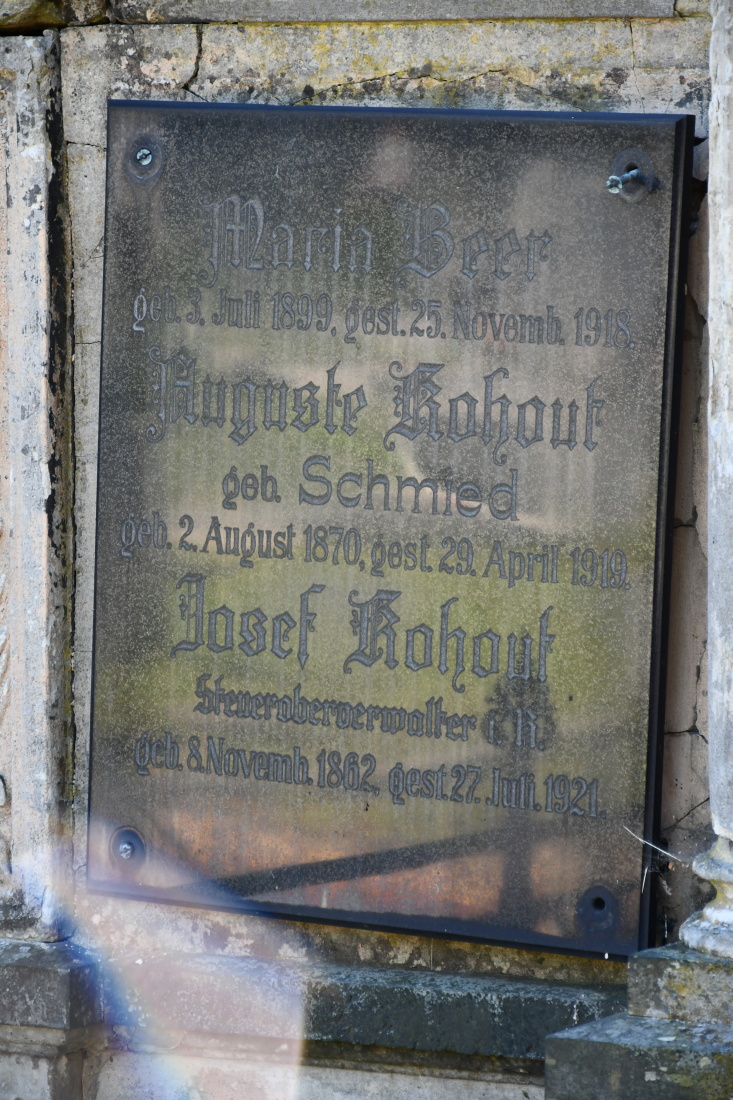 Maria Beer
geb. 3. Juli 1899, gest. 25. Novemb. 1918.
Auguste Kohout
geb. Schmied
geb. 2. August 1870, gest. 29. April 1919.
Josef Kohout
Steueroberverwalter i. R.
geb. 8. Novemb. 1862, gest. 27. Juli. 1921.